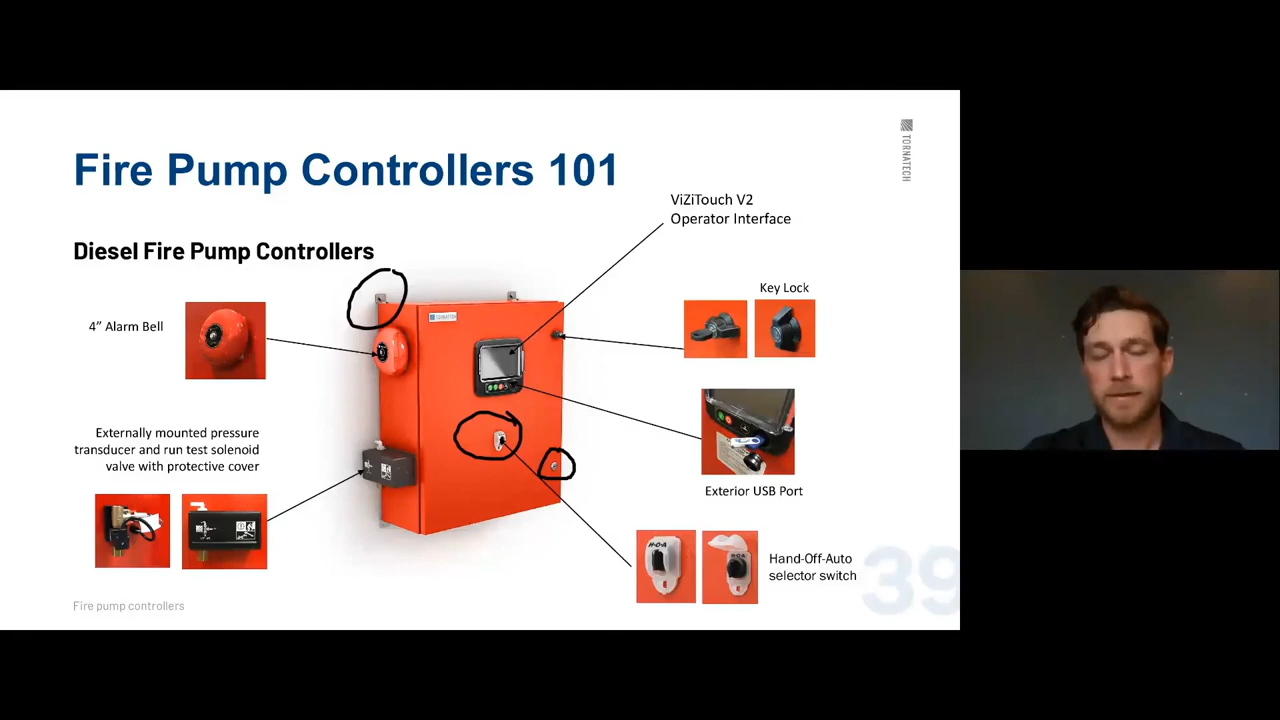 Fire Pump Controllers 101
TORNATECH
ViZiTouch V2
Operator Interface
Diesel Fire Pump Controllers
Key Lock
4” Alarm Bell
TORNATECH
Externally mounted pressure
transducer and run test solenoid
valve with protective cover
Exterior USB Port
H-O-A
H-O-A
Hand-Off-Auto
selector switch
39
Fire pump controllers